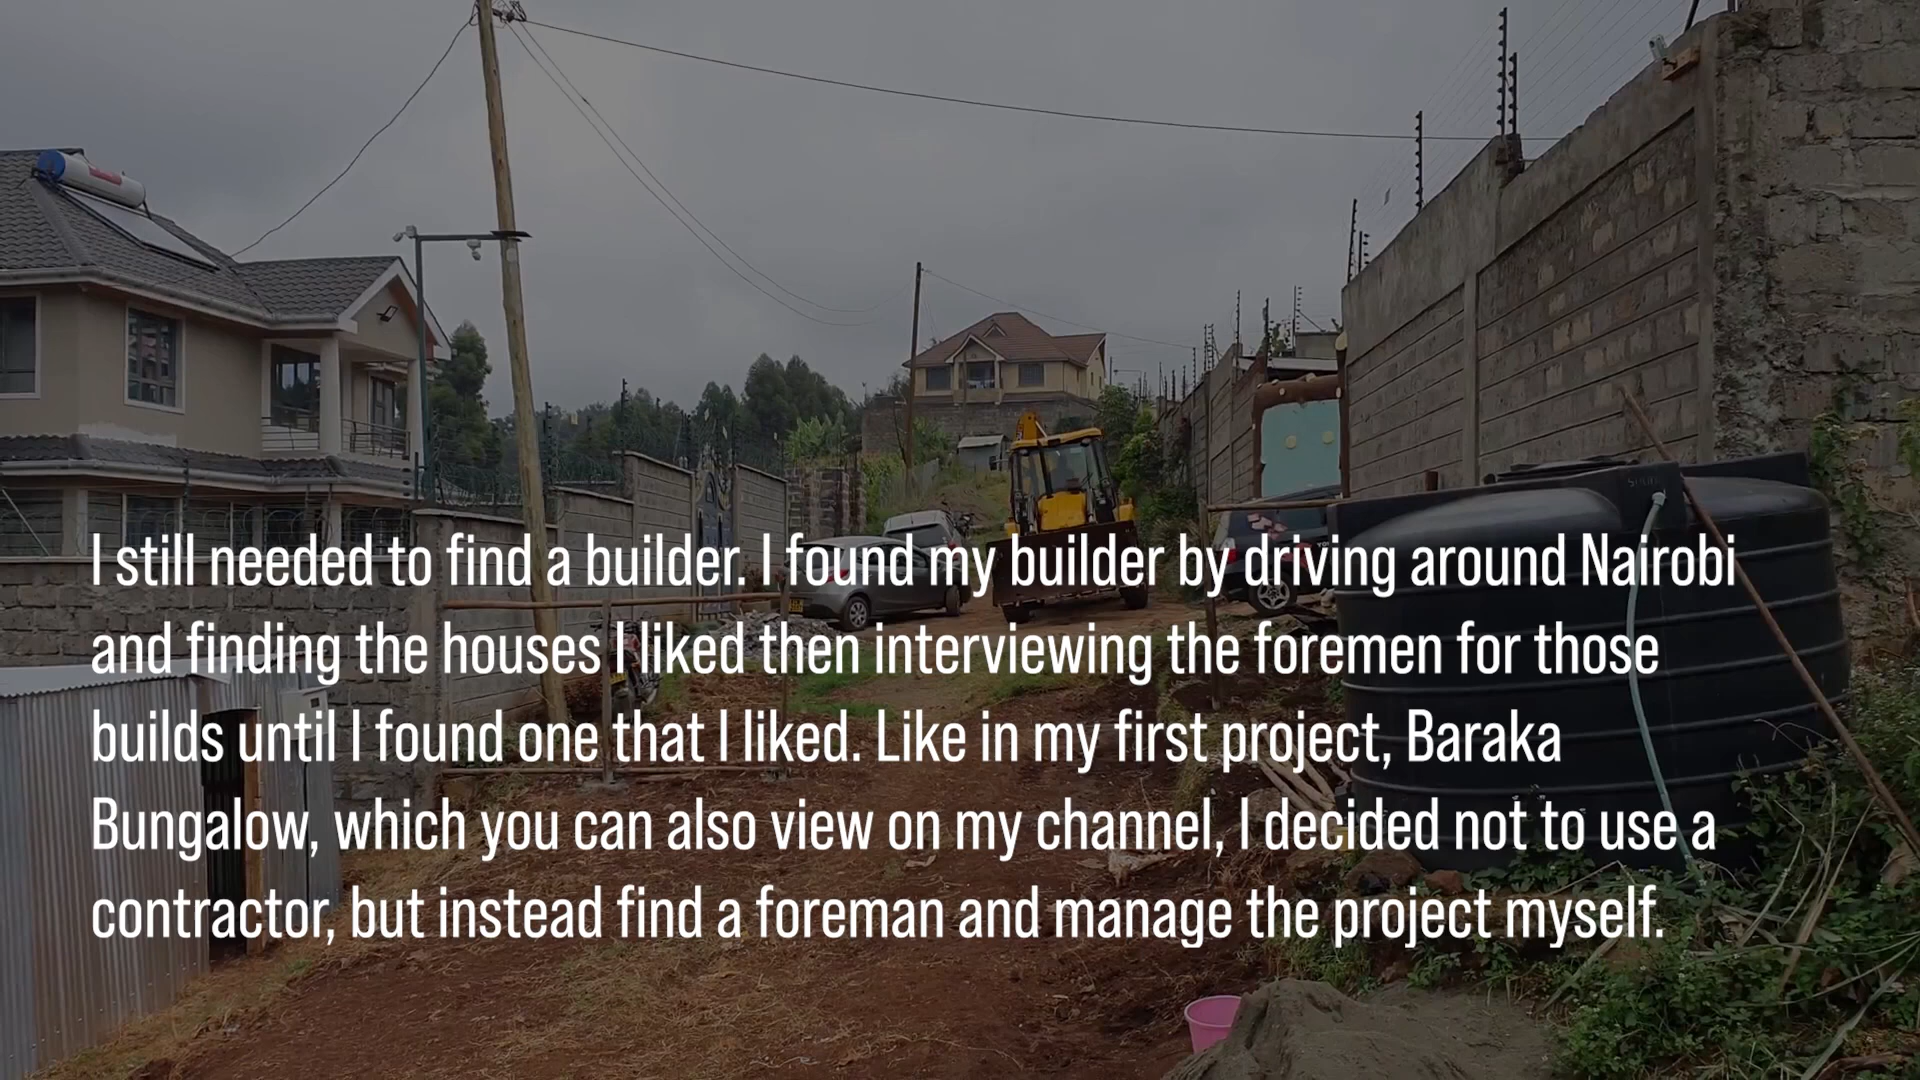 I still needed to find a builder. I found my builder by driving around Nairobi
and finding the houses I liked then interviewing the foremen for those
builds until I found one that I liked. Like in my first project, Baraka
Bungalow, which you can also view on my channel, I decided not to use a
contractor, but instead find a foreman and manage the project myself.